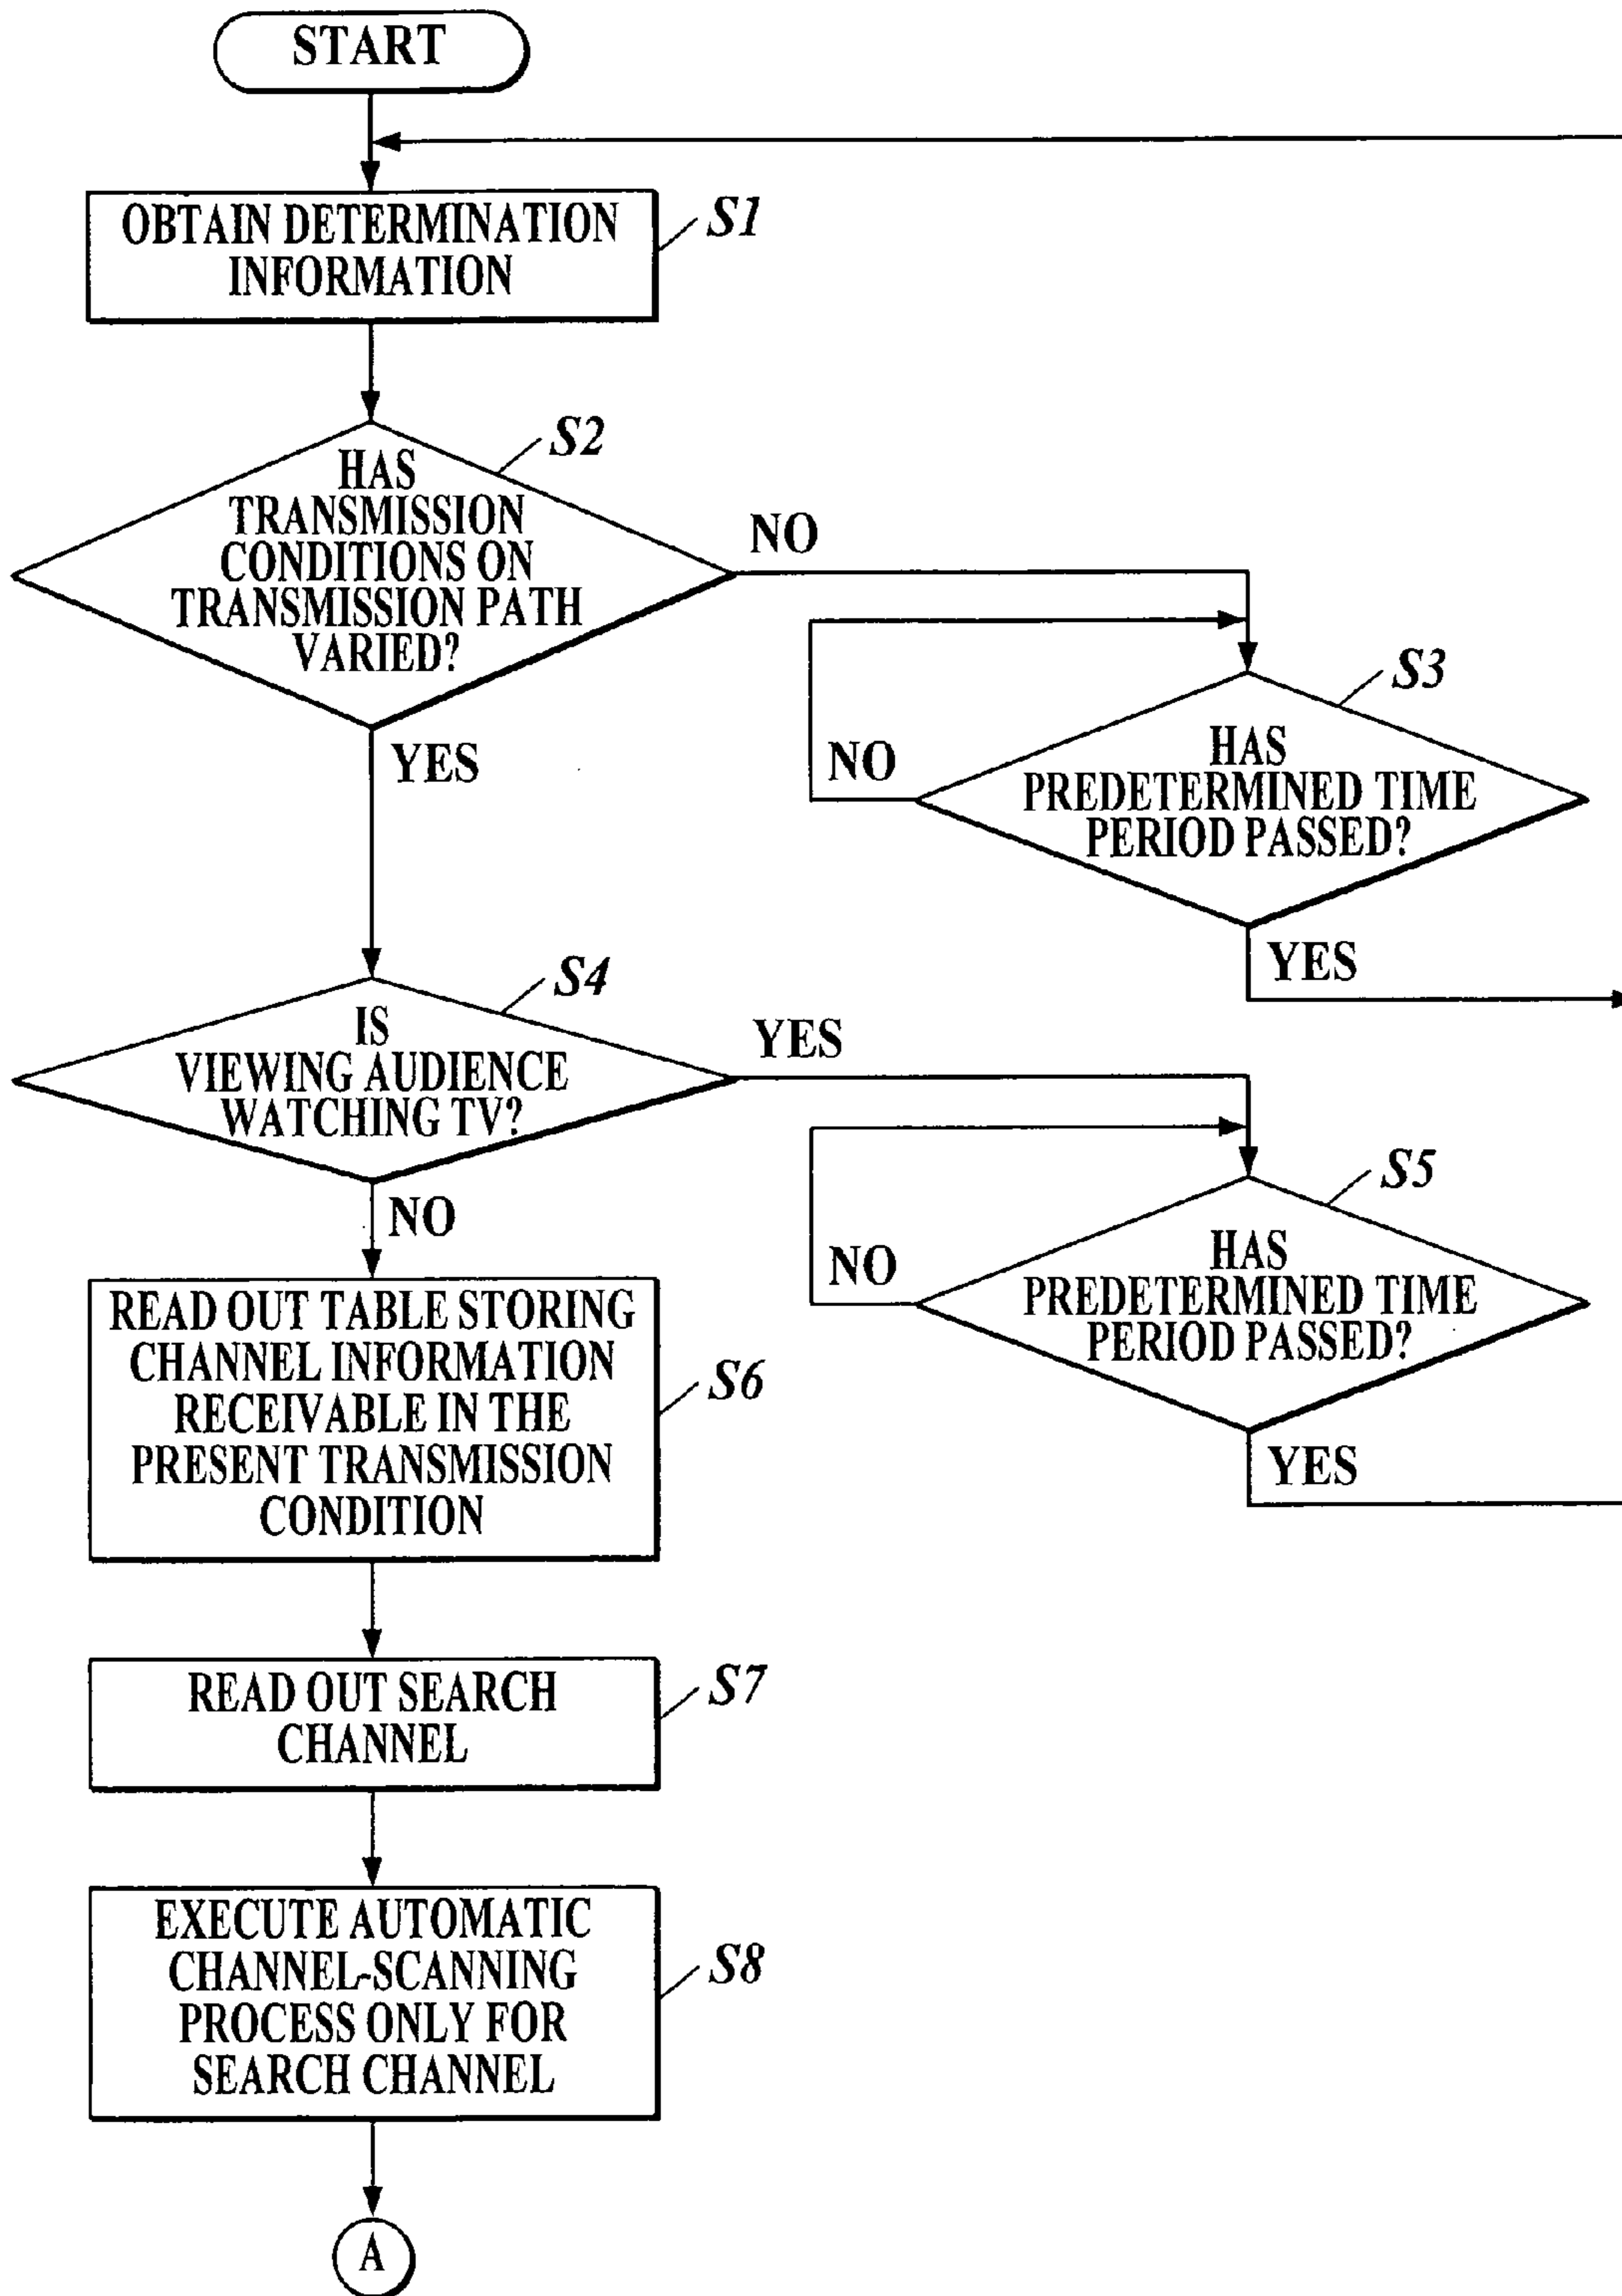 START
OBTAIN DETERMINATION
INFORMATION
S1
S2
HAS
TRANSMISSION
CONDITIONS ON
TRANSMISSION PATH
VARIED?
NO
YES
S3
HAS
PREDETERMINED TIME
PERIOD PASSED?
NO
YES
S4
IS
VIEWING AUDIENCE
WATCHING TV?
YES
NO
S5
HAS
PREDETERMINED TIME
PERIOD PASSED?
NO
YES
READ OUT TABLE STORING
CHANNEL INFORMATION
RECEIVABLE IN THE
PRESENT TRANSMISSION
CONDITION
S6
READ OUT SEARCH
CHANNEL
S7
EXECUTE AUTOMATIC
CHANNEL-SCANNING
PROCESS ONLY FOR
SEARCH CHANNEL
S8
A